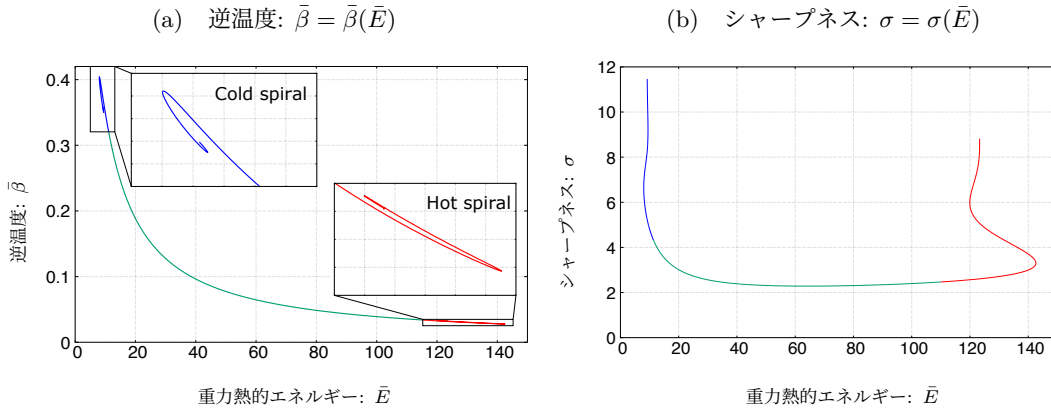 (a) 逆温度: β̄ = β̄(Ē)
0.4
0.3
0.2
0.1
0
逆温度: β̄
Cold spiral
Hot spiral
0 20 40 60 80 100 120 140
重力熱的エネルギー: Ē
(b) シャープネス: σ = σ(Ē)
12
10
8
6
4
2
0
シャープネス: σ
0 20 40 60 80 100 120 140
重力熱的エネルギー: Ē